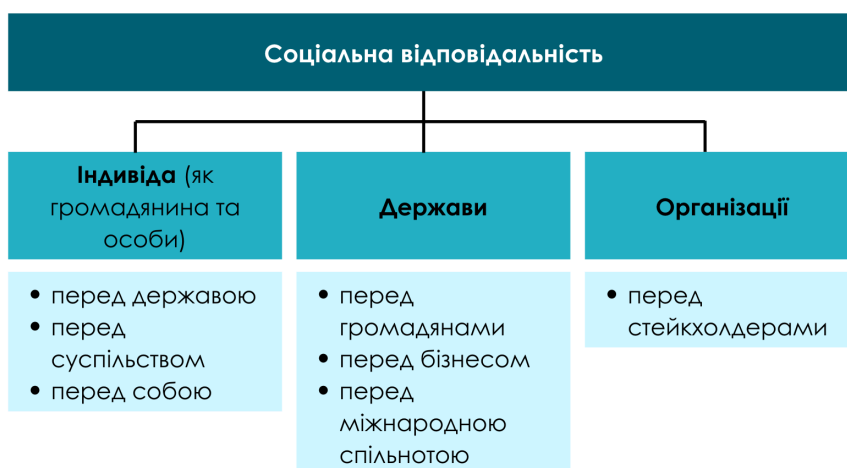 Соціальна відповідальність
Індивіда (як
громадянина та
особи)
Держави
Організації
• перед державою
• перед
суспільством
• перед собою
• перед
громадянами
• перед бізнесом
• перед
міжнародною
спільнотою
• перед
стейкхолдерами